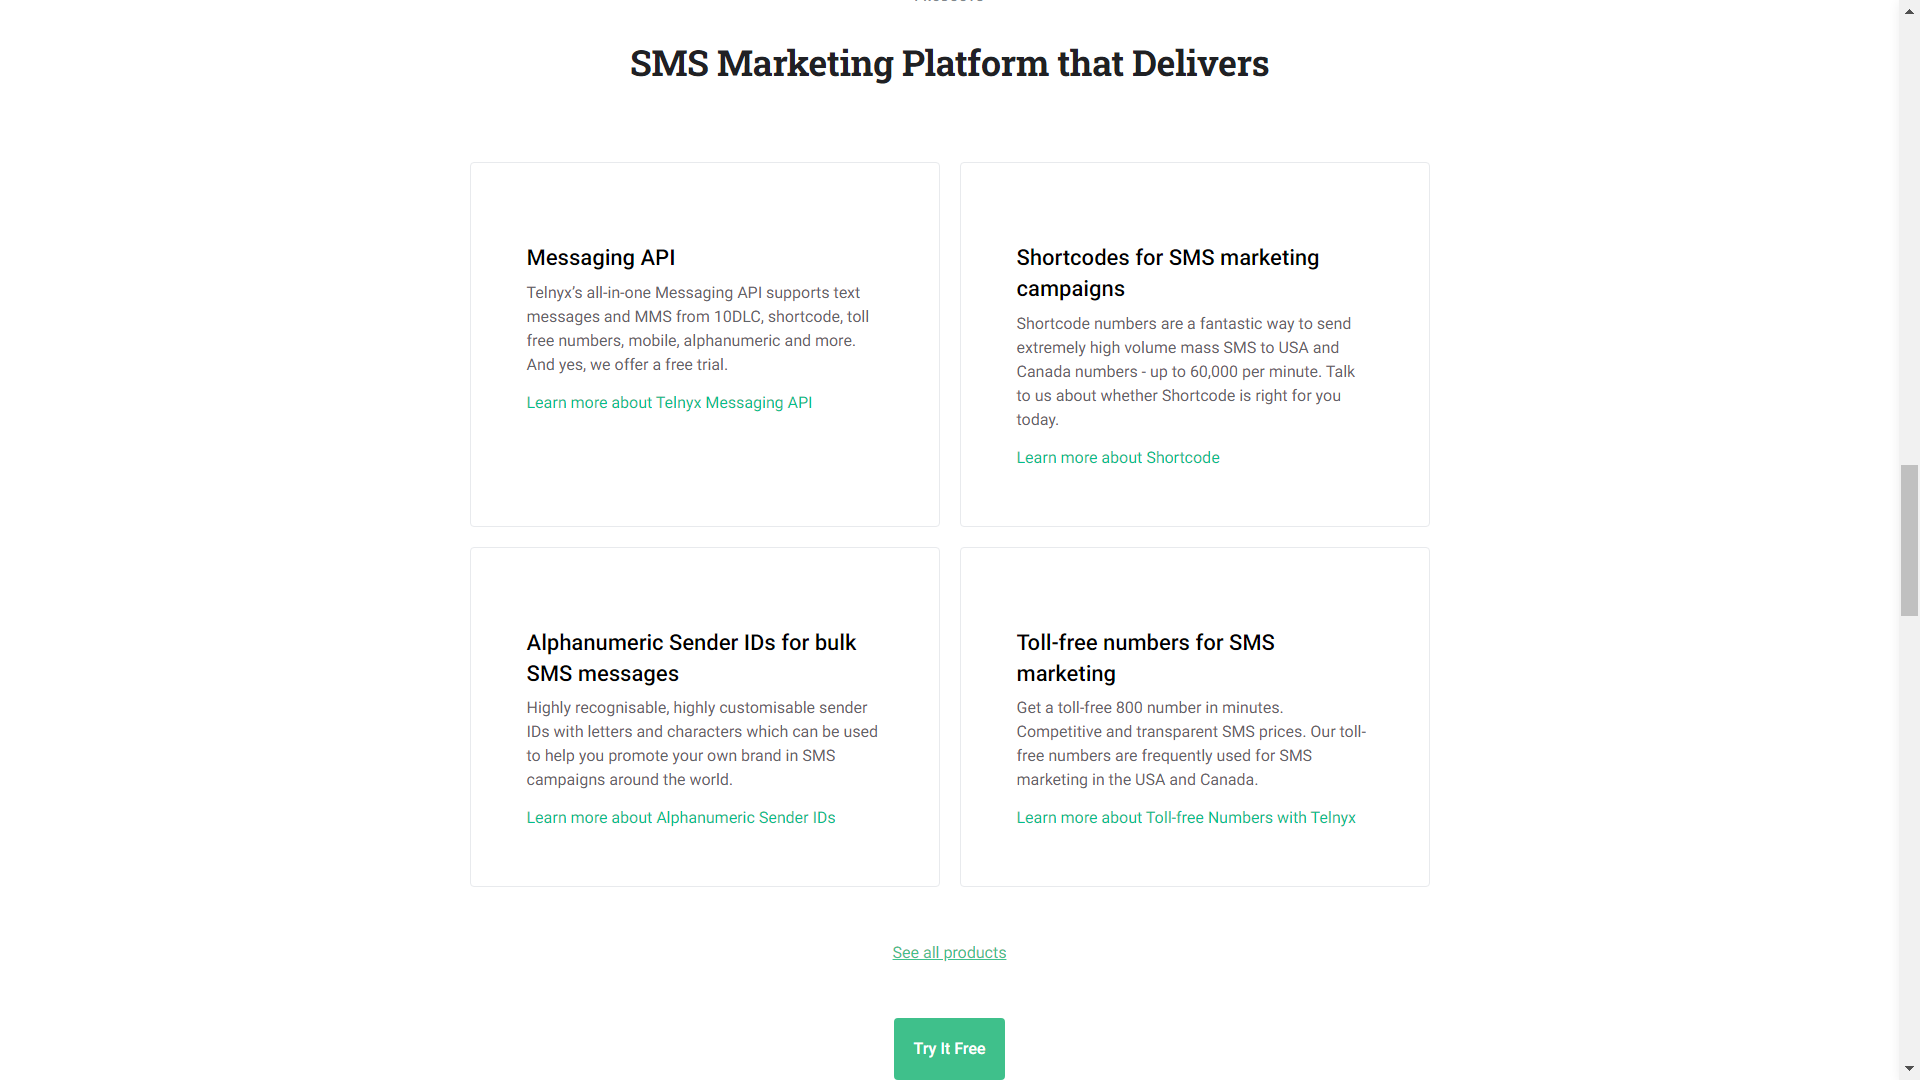 SMS Marketing Platform that Delivers
Messaging API
Telnyx’s all-in-one Messaging API supports text
messages and MMS from 10DLC, shortcode, toll
free numbers, mobile, alphanumeric and more.
And yes, we offer a free trial.
Learn more about Telnyx Messaging API
Shortcodes for SMS marketing
campaigns
Shortcode numbers are a fantastic way to send
extremely high volume mass SMS to USA and
Canada numbers - up to 60,000 per minute. Talk
to us about whether Shortcode is right for you
today.
Learn more about Shortcode
Alphanumeric Sender IDs for bulk
SMS messages
Highly recognisable, highly customisable sender
IDs with letters and characters which can be used
to help you promote your own brand in SMS
campaigns around the world.
Learn more about Alphanumeric Sender IDs
Toll-free numbers for SMS
marketing
Get a toll-free 800 number in minutes.
Competitive and transparent SMS prices. Our toll-
free numbers are frequently used for SMS
marketing in the USA and Canada.
Learn more about Toll-free Numbers with Telnyx
See all products
Try It Free